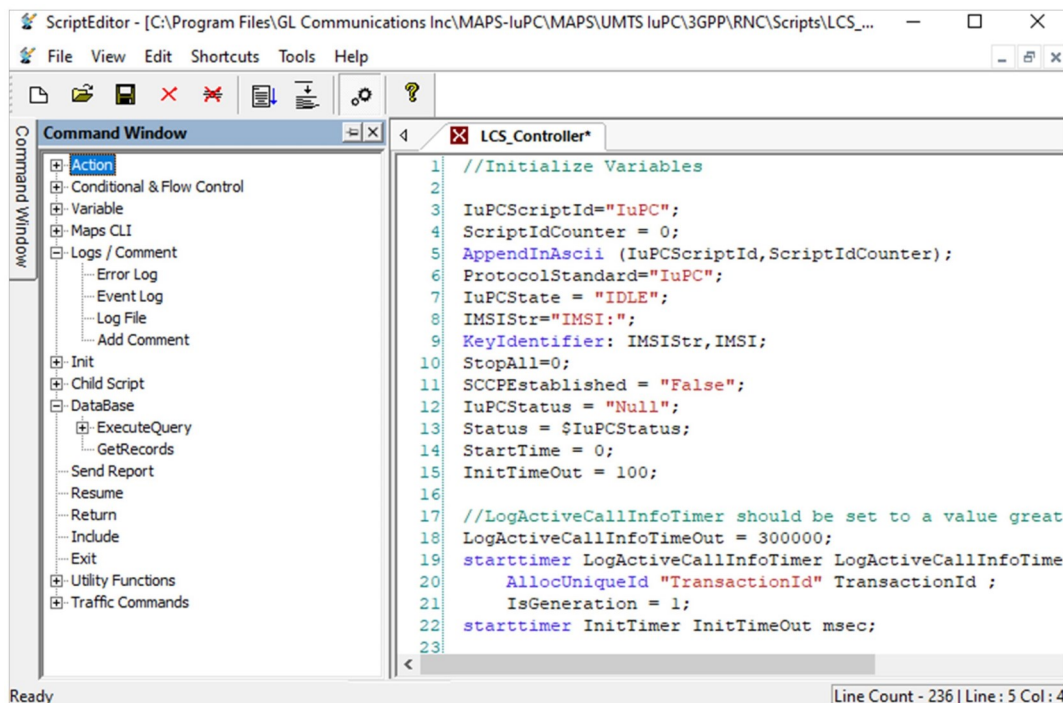 ScriptEditor - [C:\Program Files\GL Communications Inc\MAPS-IuPC\MAPS\UMTS IuPC\3GPP\RNC\Scripts\LCS_...
File View Edit Shortcuts Tools Help
Command Window
Command Window
LCS_Controller*
Action
Conditional & Flow Control
Variable
Maps CLI
Logs / Comment
Error Log
Event Log
Log File
Add Comment
Init
Child Script
DataBase
ExecuteQuery
GetRecords
Send Report
Resume
Return
Include
Exit
Utility Functions
Traffic Commands
1 //Initialize Variables
2
3 IuPCScriptId="IuPC";
4 ScriptIdCounter = 0;
5 AppendInAscii (IuPCScriptId,ScriptIdCounter);
6 ProtocolStandard="IuPC";
7 IuPCState = "IDLE";
8 IMSIStr="IMSI:";
9 KeyIdentifier: IMSIStr,IMSI;
10 StopAll=0;
11 SCCPEstablished = "False";
12 IuPCStatus = "Null";
13 Status = $IuPCStatus;
14 StartTime = 0;
15 InitTimeOut = 100;
16
17 //LogActiveCallInfoTimer should be set to a value great
18 LogActiveCallInfoTimeOut = 300000;
19 starttimer LogActiveCallInfoTimer LogActiveCallInfoTime
20 AllocUniqueId "TransactionId" TransactionId ;
21 IsGeneration = 1;
22 starttimer InitTimer InitTimeOut msec;
23
Ready
Line Count - 236 | Line : 5 Col : 4